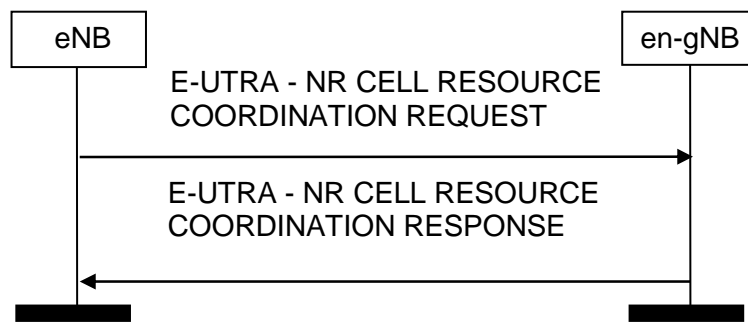 eNB
en-gNB
E-UTRA - NR CELL RESOURCE
COORDINATION REQUEST
E-UTRA - NR CELL RESOURCE
COORDINATION RESPONSE